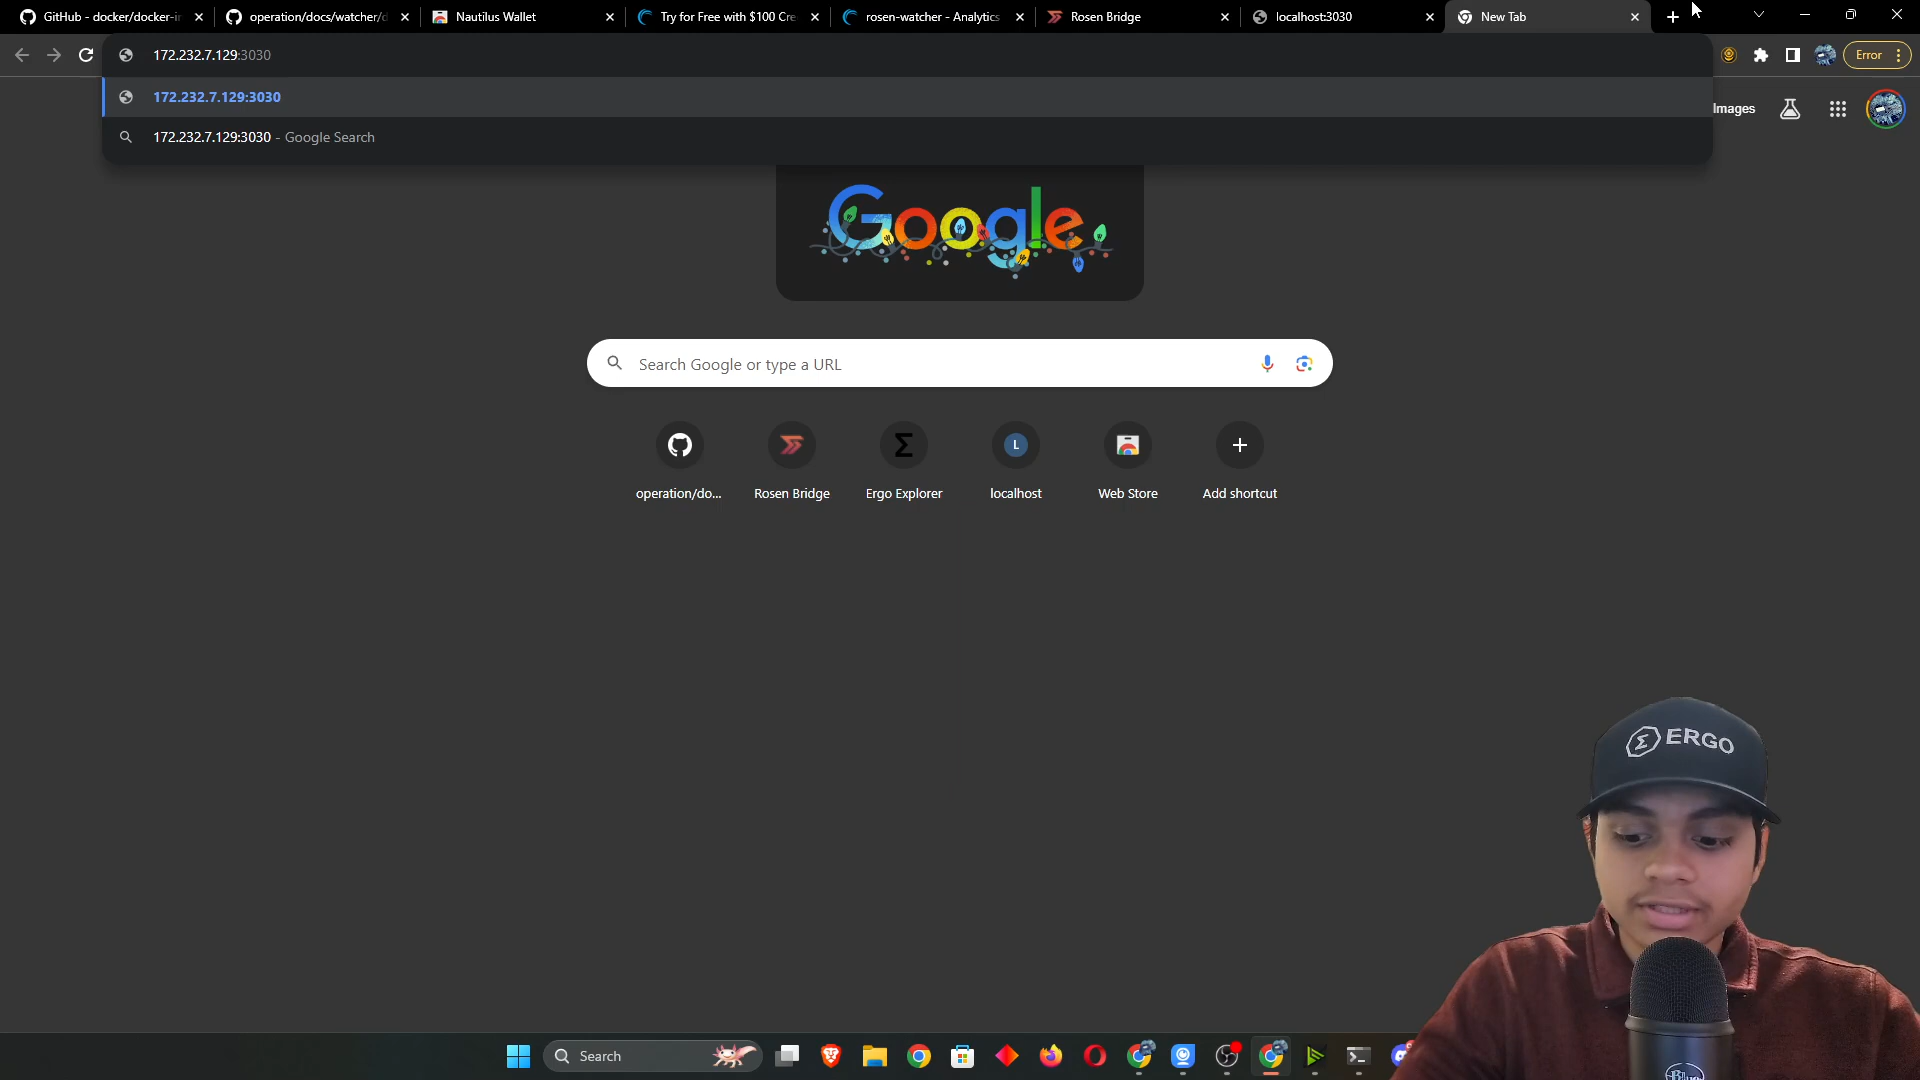 GitHub - docker/docker-i
operation/docs/watcher/d
Nautilus Wallet
Try for Free with $100 Cre
rosen-watcher - Analytics
Rosen Bridge
localhost:3030
New Tab
172.232.7.129:3030
Error
172.232.7.129:3030
172.232.7.129:3030 - Google Search
Images
Google
Search Google or type a URL
L
operation/do...
Rosen Bridge
Ergo Explorer
localhost
Web Store
Add shortcut
Σ ERGO
Blue
Search